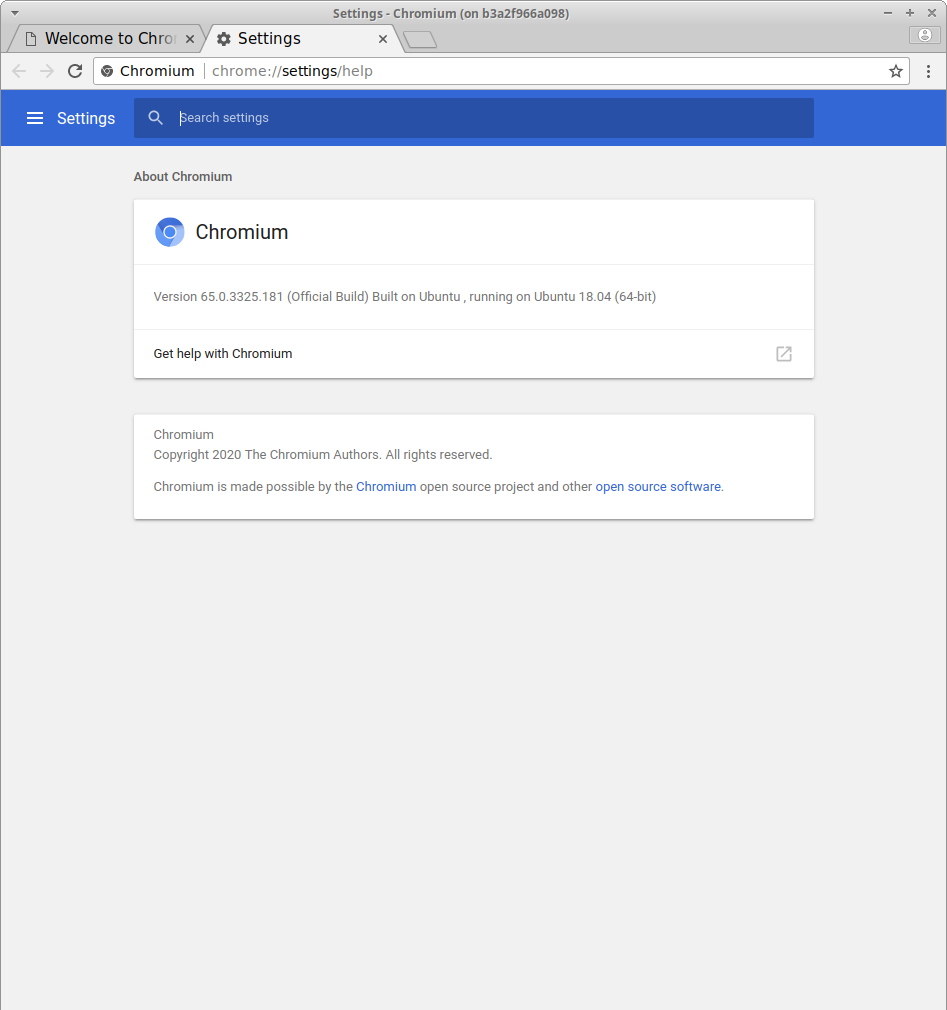 Settings - Chromium (on b3a2f966a098)
Welcome to Chro
Settings
Chromium chrome://settings/help
Settings
Search settings
About Chromium
Chromium
Version 65.0.3325.181 (Official Build) Built on Ubuntu , running on Ubuntu 18.04 (64-bit)
Get help with Chromium
Chromium
Copyright 2020 The Chromium Authors. All rights reserved.
Chromium is made possible by the Chromium open source project and other open source software.